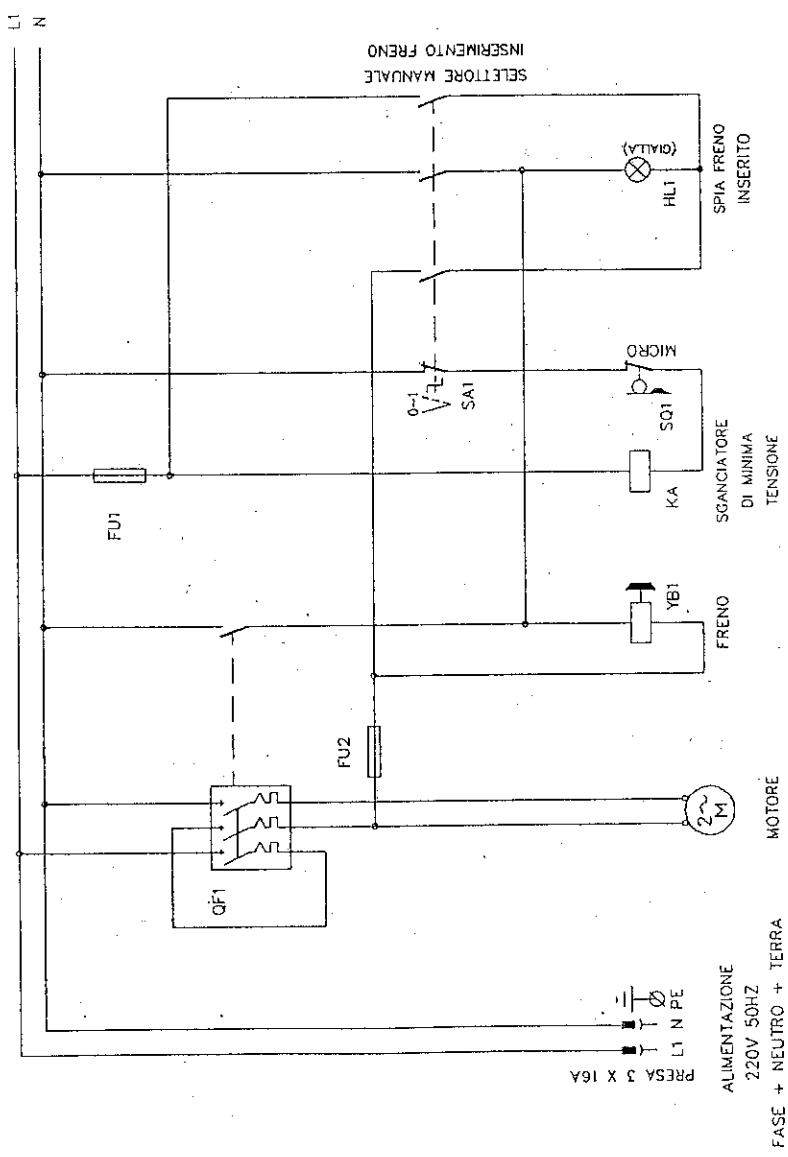 L1
N
SELETTORE MANUALE
INSERIMENTO FRENO
(GIALLA)
HL1
SPIA FRENO
INSERITO
0-1
SA1
MICRO
SQ1
FU1
KA
SGANCIATORE
DI MINIMA
TENSIONE
YB1
FRENO
FU2
QF1
2~
M
MOTORE
L1 N PE
PRESA 3 X 16A
ALIMENTAZIONE
220V 50HZ
FASE + NEUTRO + TERRA